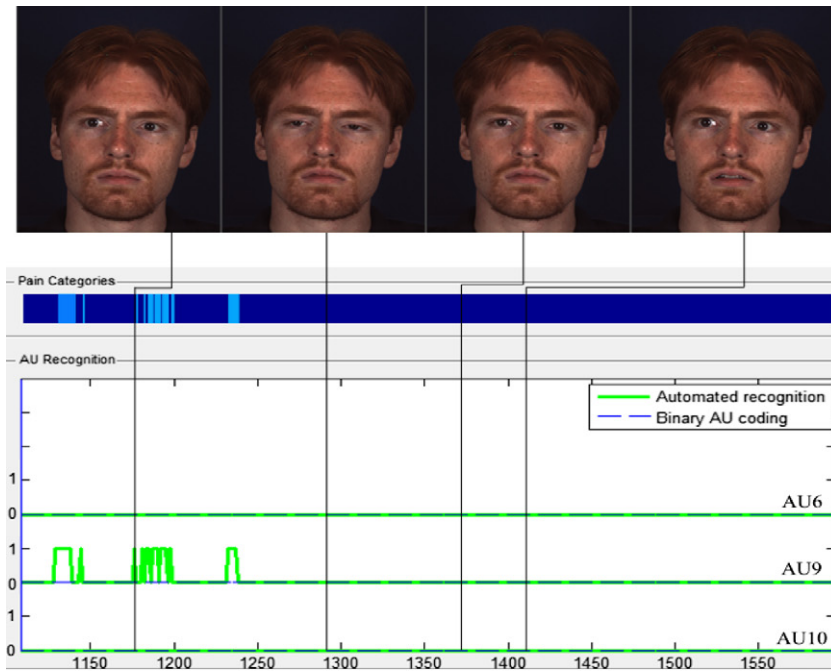 Pain Categories
AU Recognition
Automated recognition
Binary AU coding
1
0
AU6
1
0
AU9
1
0
AU10
1150 1200 1250 1300 1350 1400 1450 1500 1550